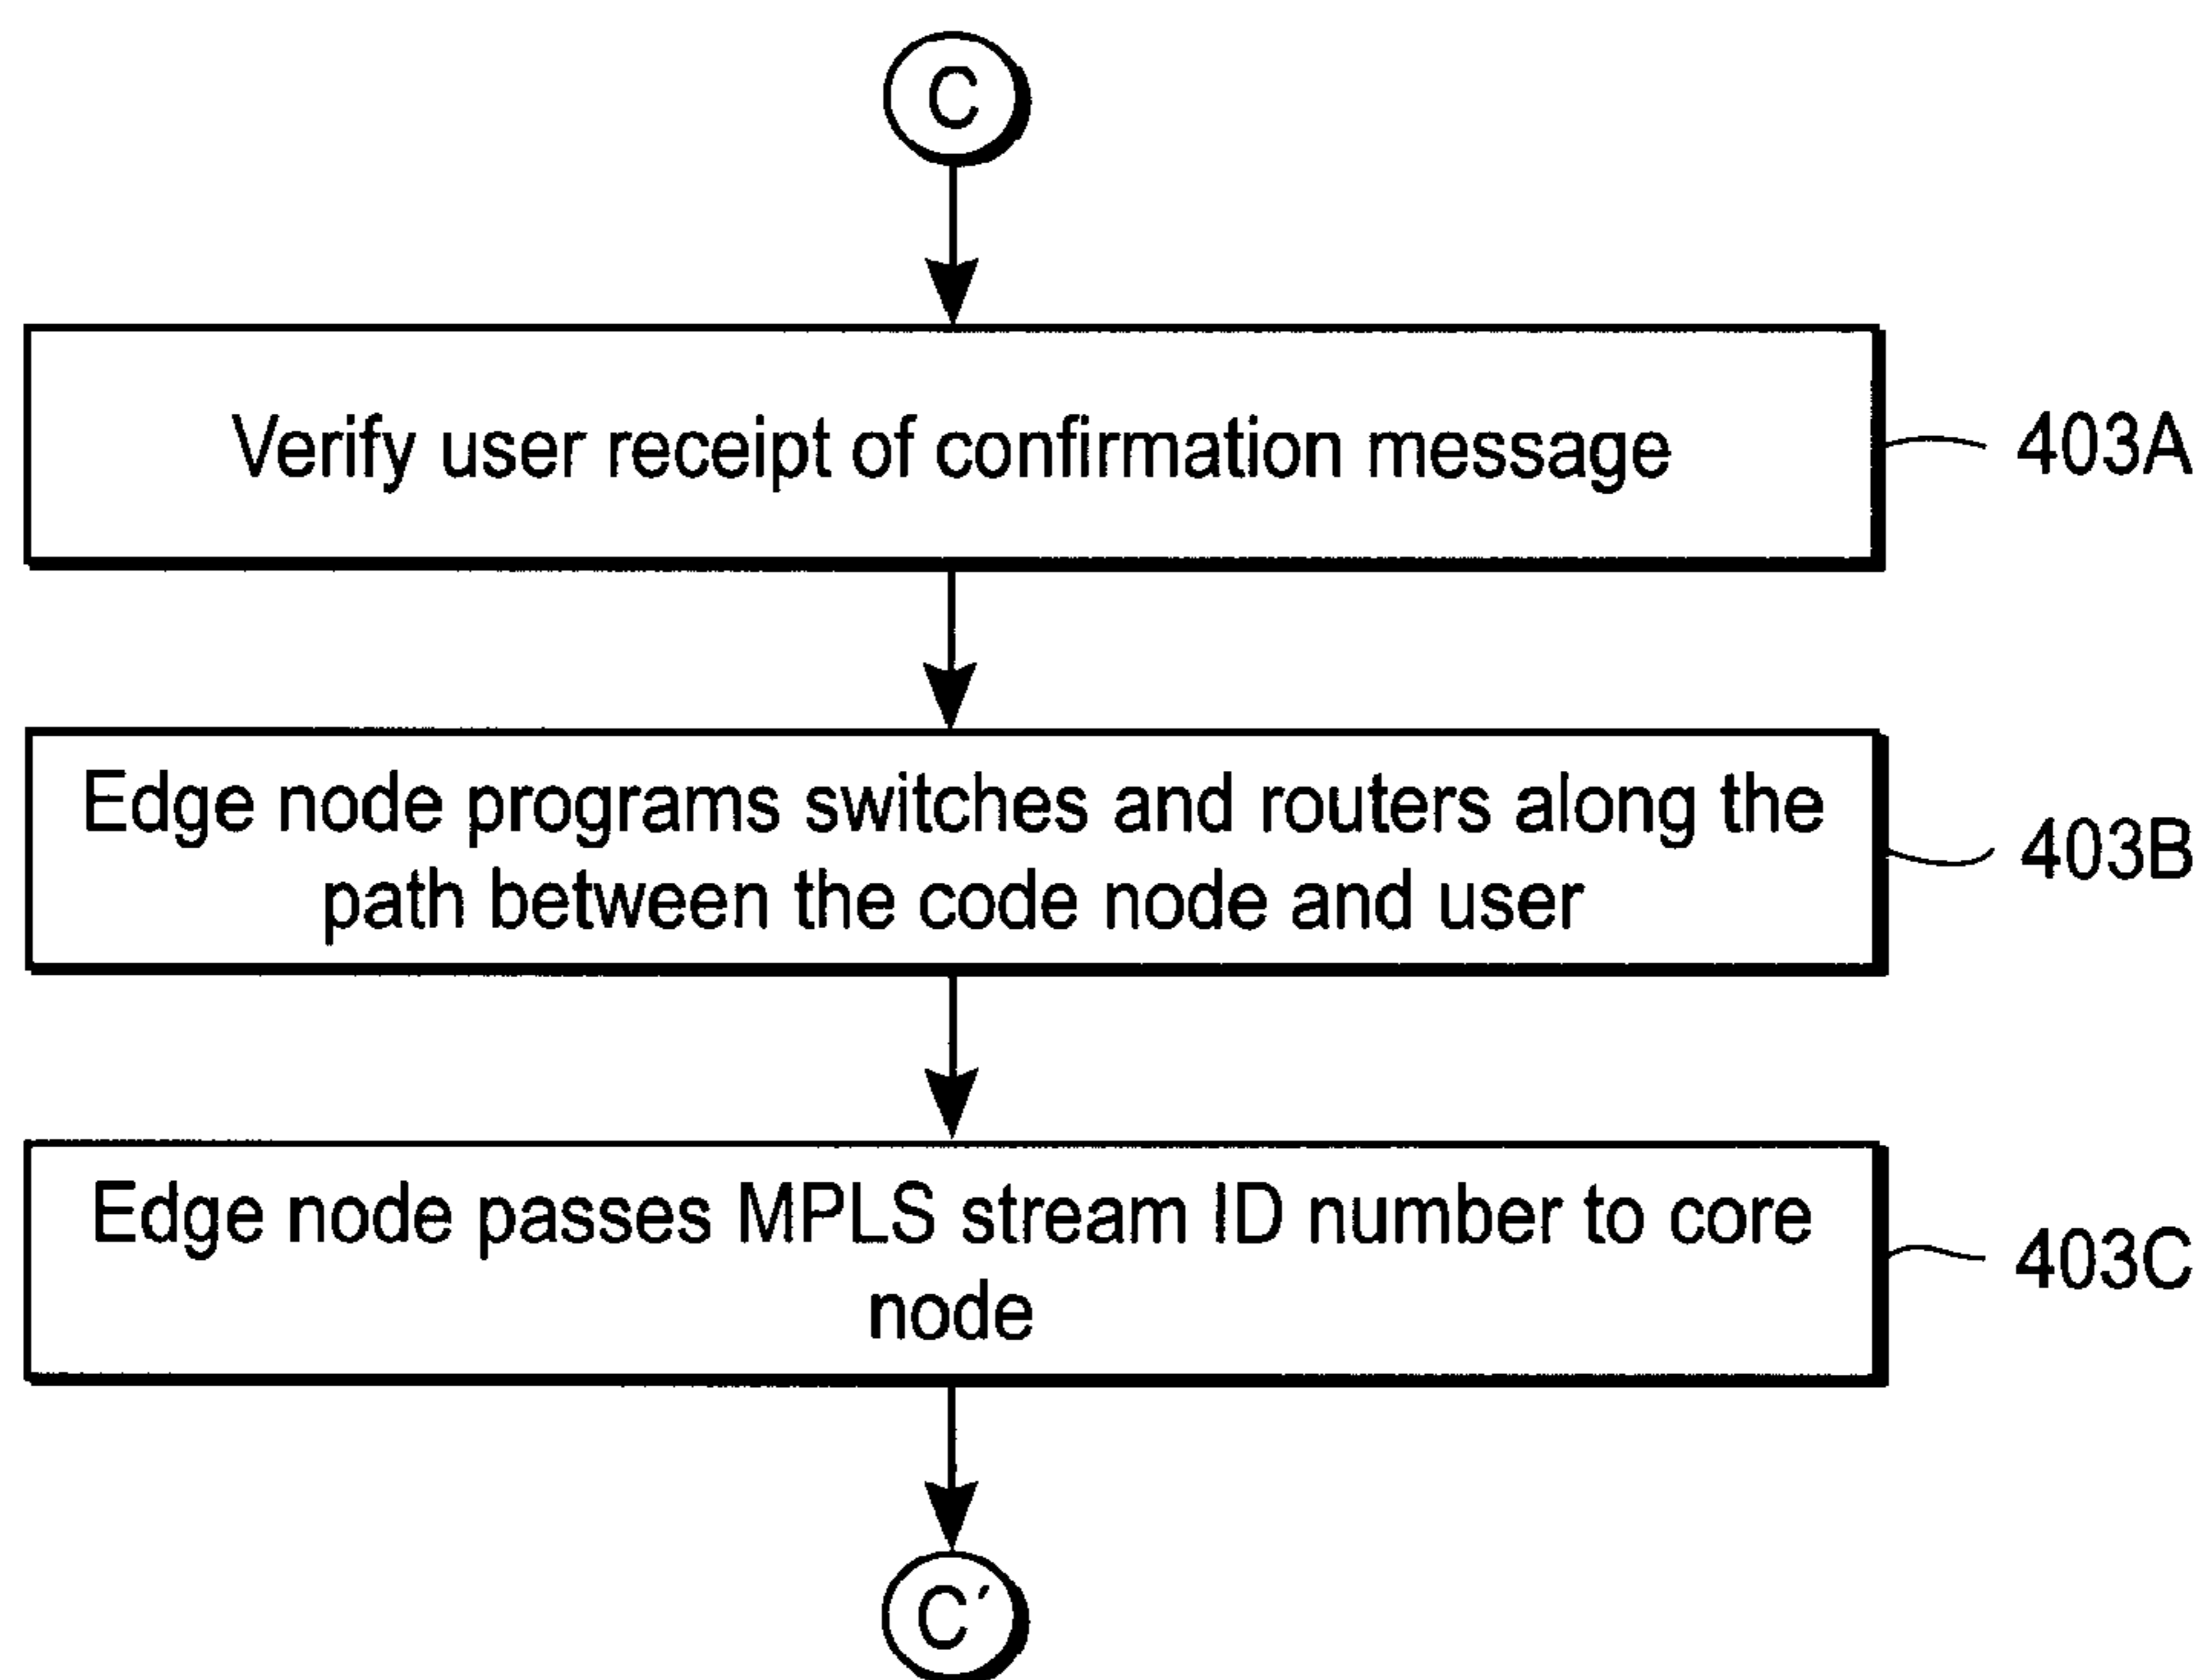 C
Verify user receipt of confirmation message
403A
Edge node programs switches and routers along the
path between the code node and user
403B
Edge node passes MPLS stream ID number to core
node
403C
C´